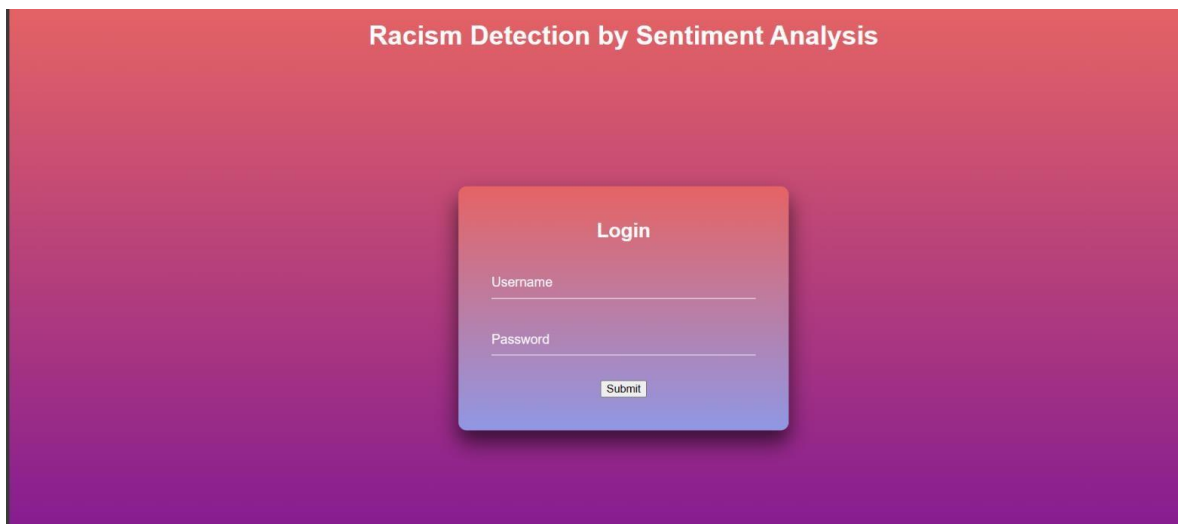 Racism Detection by Sentiment Analysis
Login
Username
Password
Submit